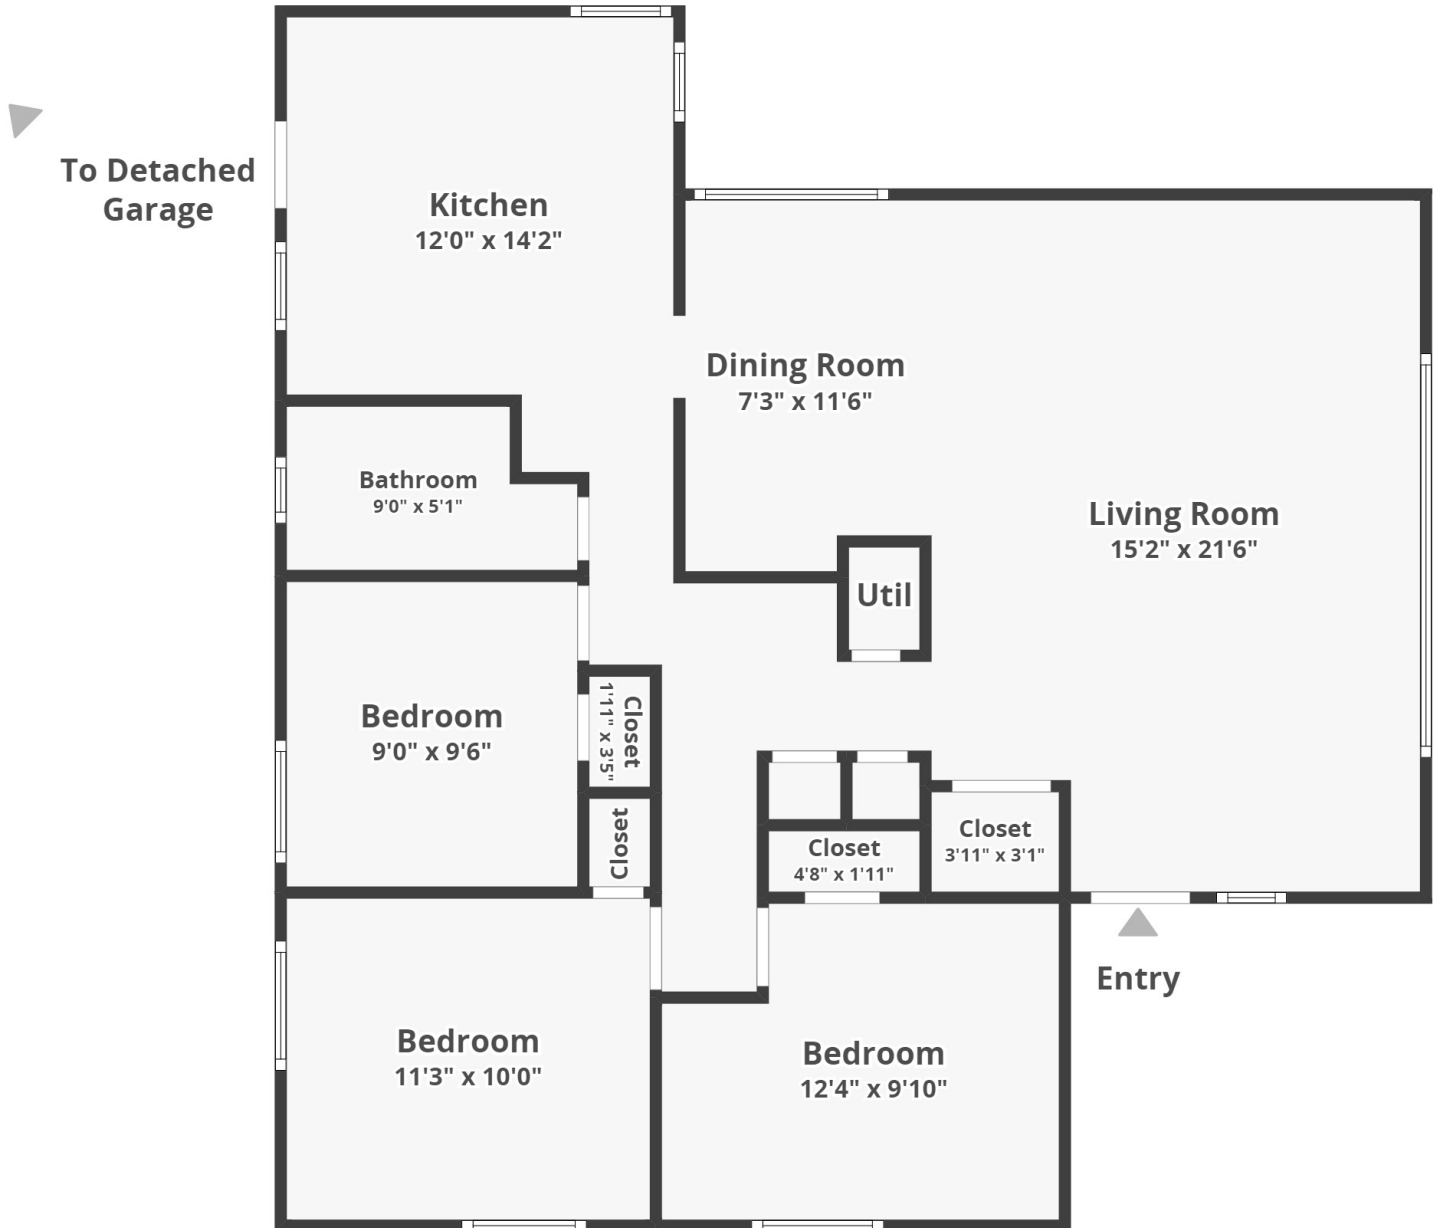 To Detached
Garage
Kitchen
12'0" x 14'2"
Dining Room
7'3" x 11'6"
Bathroom
9'0" x 5'1"
Living Room
15'2" x 21'6"
Util
Bedroom
9'0" x 9'6"
Closet
1'11" x 3'5"
Closet
Closet
4'8" x 1'11"
Closet
3'11" x 3'1"
Entry
Bedroom
11'3" x 10'0"
Bedroom
12'4" x 9'10"